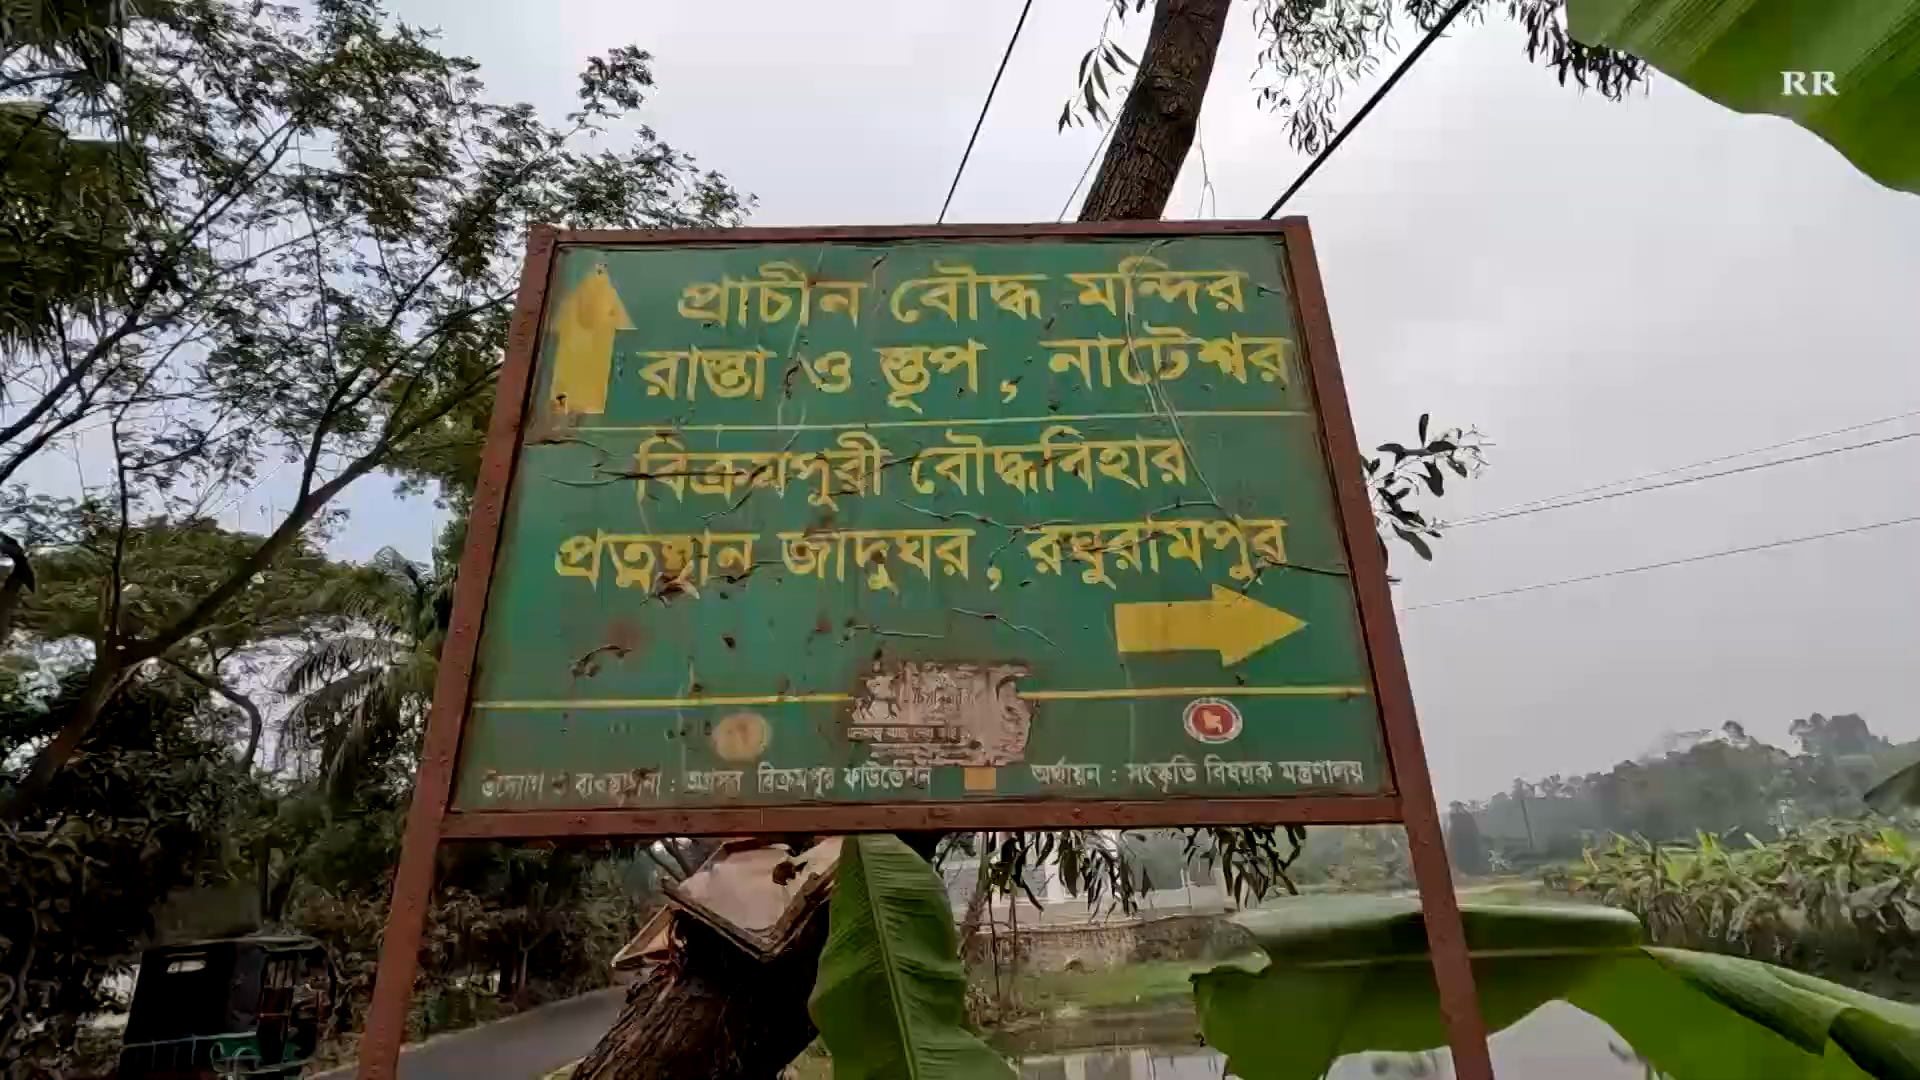 RR
প্রাচীন বৌদ্ধ মন্দির
রাস্তা ও স্তূপ, নাটেশ্বর
বিক্রমপুরী বৌদ্ধবিহার
প্রত্নস্থান জাদুঘর, রঘুরামপুর
উদ্যোগ ও ব্যবস্থাপনা : অগ্রসর বিক্রমপুর ফাউন্ডেশন
অর্থায়ন : সংস্কৃতি বিষয়ক মন্ত্রণালয়